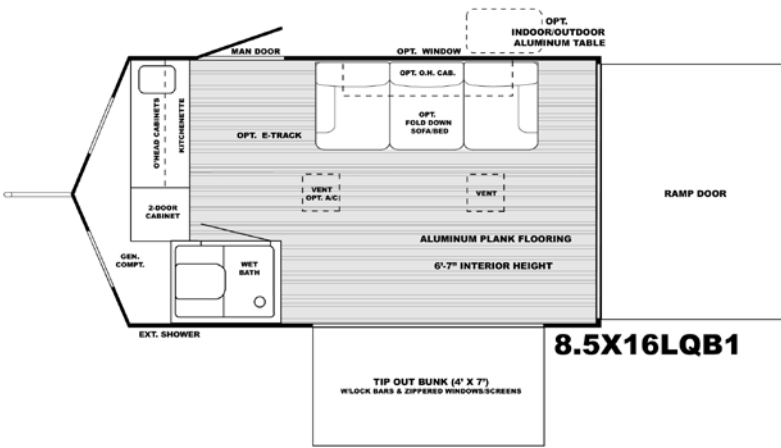 OPT.
INDOOR/OUTDOOR
ALUMINUM TABLE
MAN DOOR
OPT. WINDOW
OPT. O.H. CAB.
O'HEAD CABINETS
KITCHENETTE
OPT.
FOLD DOWN
SOFA/BED
OPT. E-TRACK
VENT
OPT. A/C
VENT
RAMP DOOR
2-DOOR
CABINET
ALUMINUM PLANK FLOORING
GEN.
COMPT.
WET
BATH
6'-7" INTERIOR HEIGHT
EXT. SHOWER
8.5X16LQB1
TIP OUT BUNK (4' X 7')
W/LOCK BARS & ZIPPERED WINDOWS/SCREENS